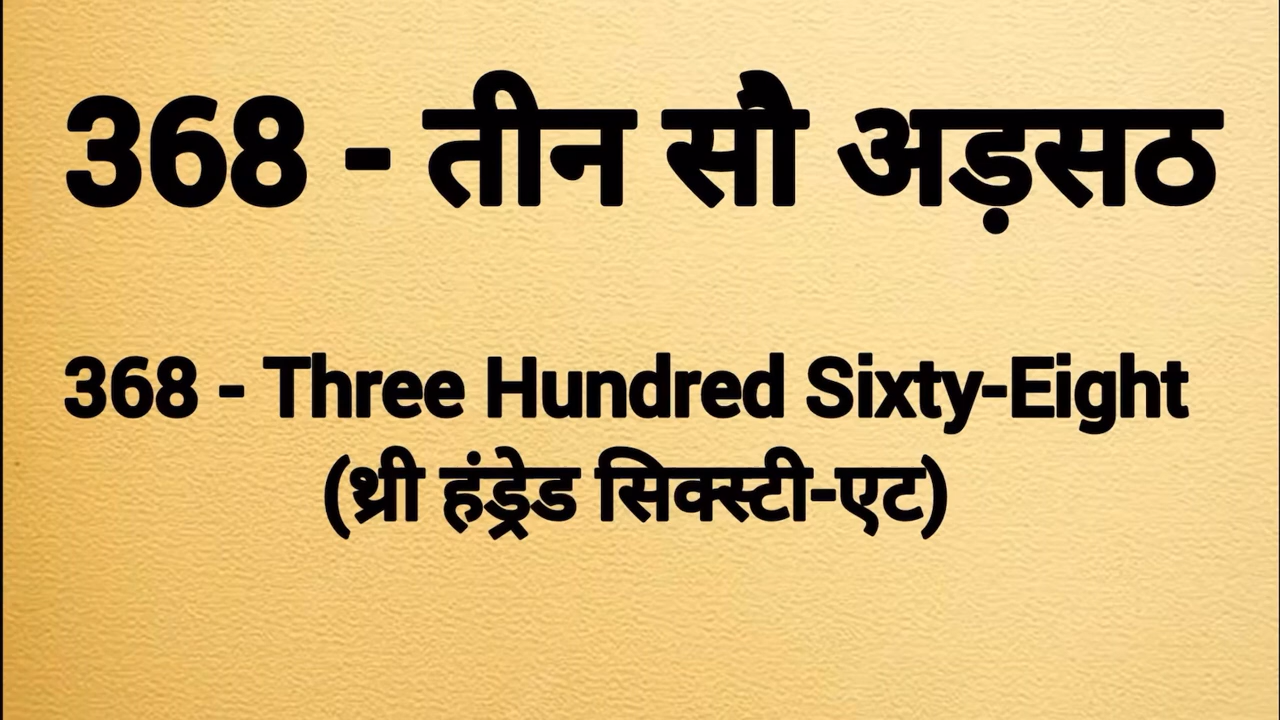 368 - तीन सौ अड़सठ
368 - Three Hundred Sixty-Eight
(थ्री हंड्रेड सिक्स्टी-एट)